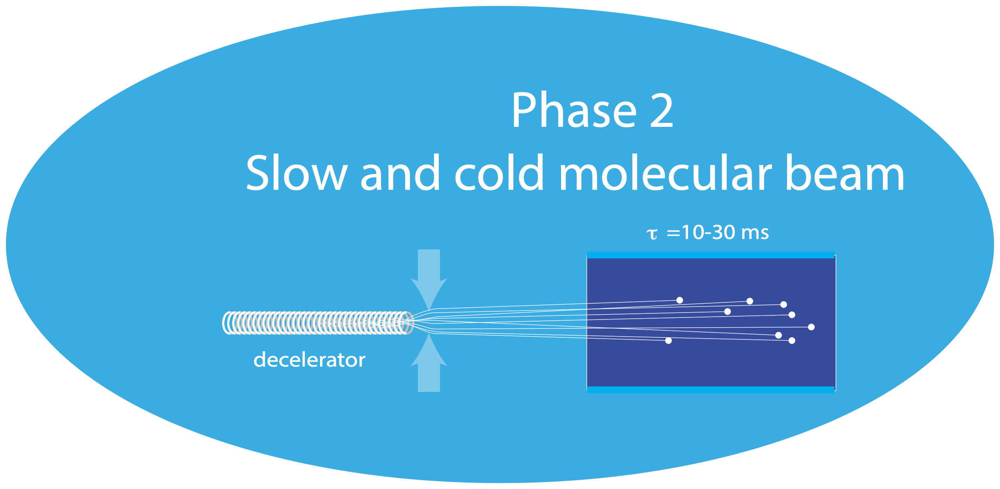 Phase 2
Slow and cold molecular beam
τ =10-30 ms
decelerator